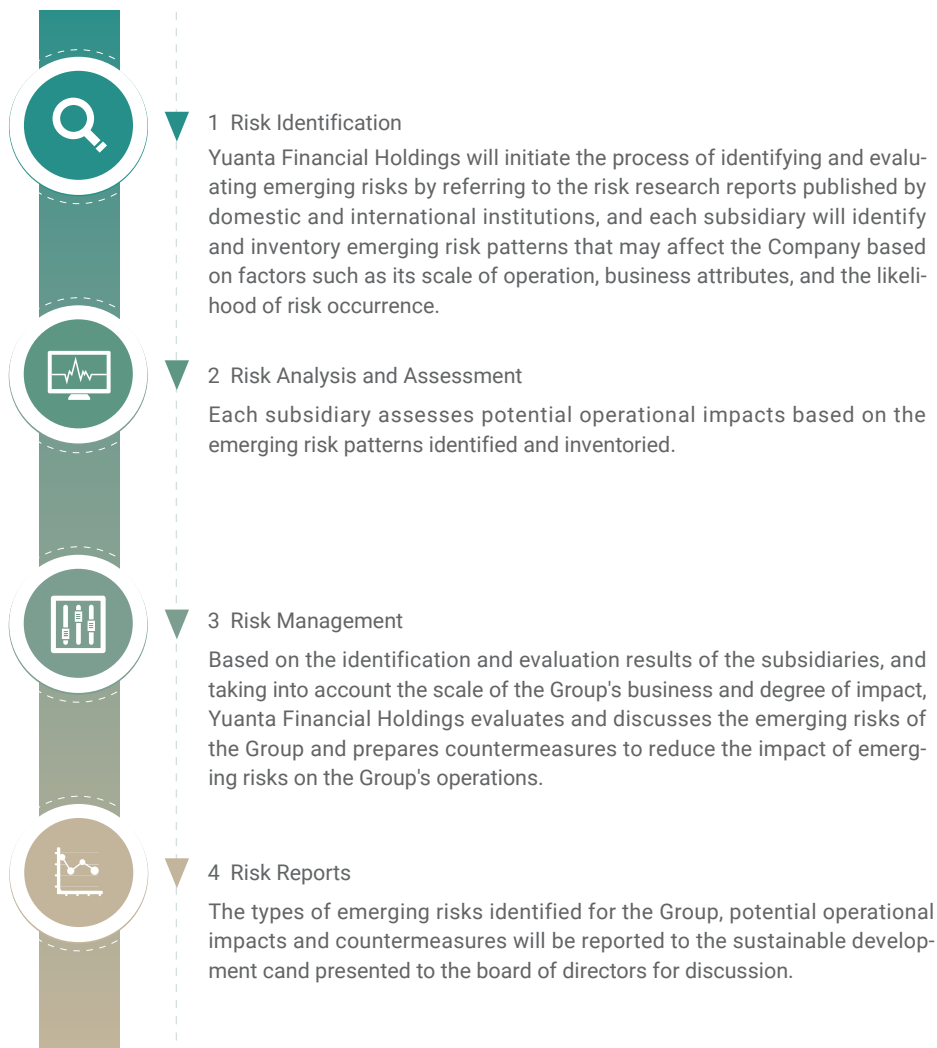 1 Risk Identification
Yuanta Financial Holdings will initiate the process of identifying and evalu-
ating emerging risks by referring to the risk research reports published by
domestic and international institutions, and each subsidiary will identify
and inventory emerging risk patterns that may affect the Company based
on factors such as its scale of operation, business attributes, and the likeli-
hood of risk occurrence.
2 Risk Analysis and Assessment
Each subsidiary assesses potential operational impacts based on the
emerging risk patterns identified and inventoried.
3 Risk Management
Based on the identification and evaluation results of the subsidiaries, and
taking into account the scale of the Group's business and degree of impact,
Yuanta Financial Holdings evaluates and discusses the emerging risks of
the Group and prepares countermeasures to reduce the impact of emerg-
ing risks on the Group's operations.
4 Risk Reports
The types of emerging risks identified for the Group, potential operational
impacts and countermeasures will be reported to the sustainable develop-
ment cand presented to the board of directors for discussion.